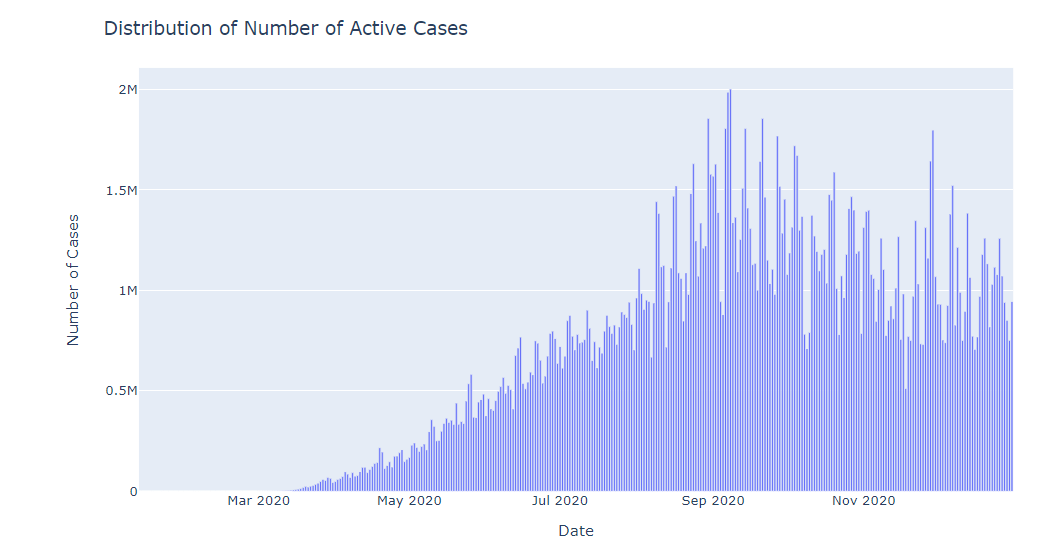 Distribution of Number of Active Cases
2M
1.5M
1M
0.5M
0
Number of Cases
Mar 2020
May 2020
Jul 2020
Sep 2020
Nov 2020
Date